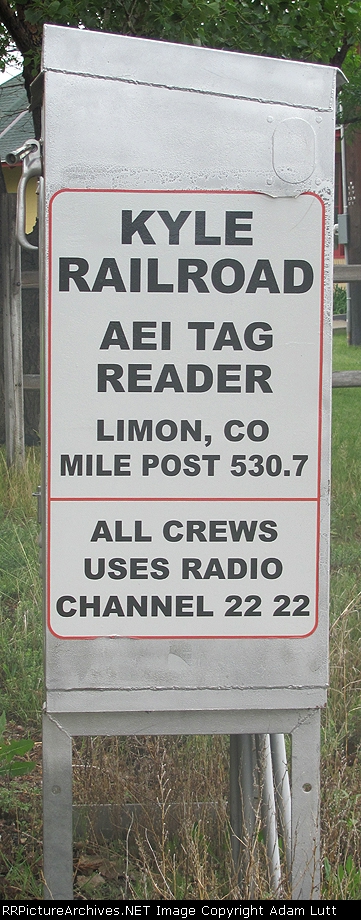 KYLE
RAILROAD
AEI TAG
READER
LIMON, CO
MILE POST 530.7
ALL CREWS
USES RADIO
CHANNEL 22 22
RRPictureArchives.NET Image Copyright Adam Lutt